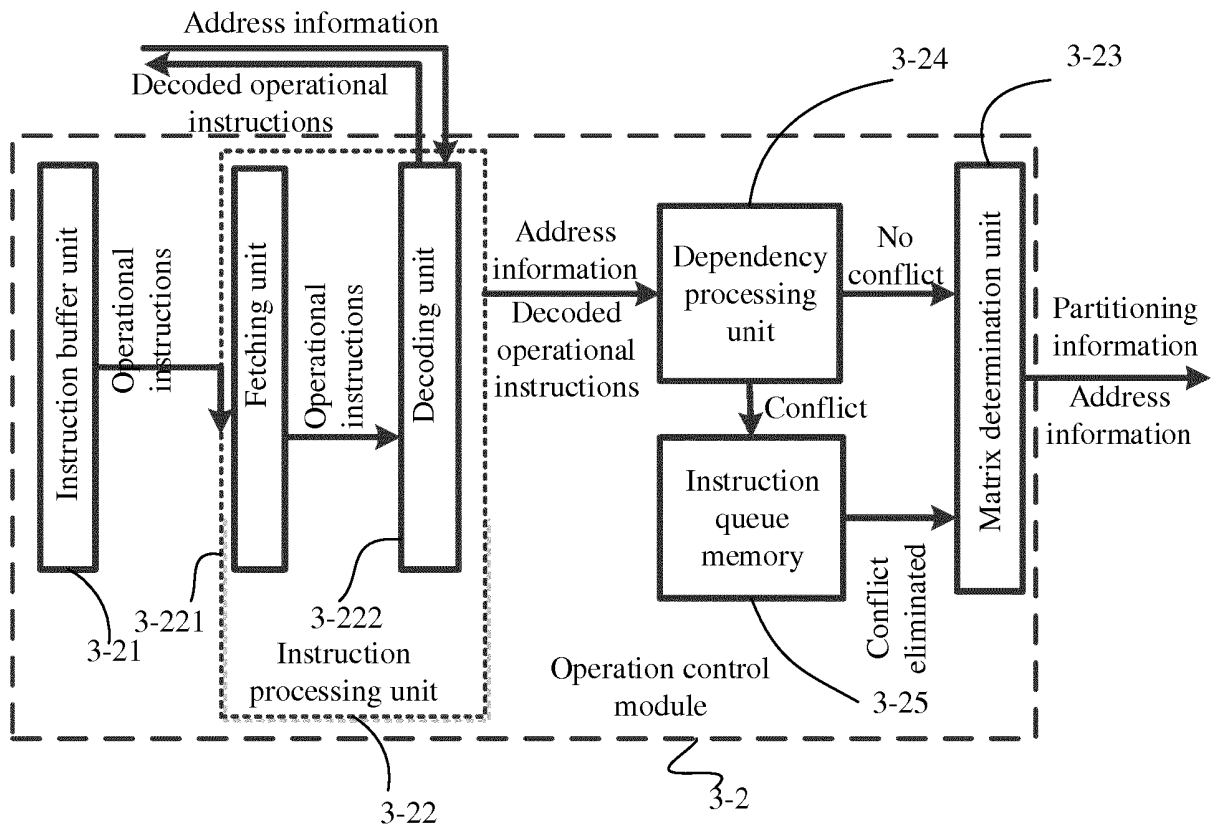 Address information
Decoded operational
instructions
3-24
3-23
Instruction buffer unit
Operational
instructions
Fetching unit
Operational
instructions
Decoding unit
Address
information
Decoded
operational
instructions
Dependency
processing
unit
No
conflict
Conflict
Instruction
queue
memory
Conflict
eliminated
Matrix determination unit
Partitioning
information
Address
information
3-21
3-221
3-222
Instruction
processing unit
Operation control
module
3-25
3-22
3-2